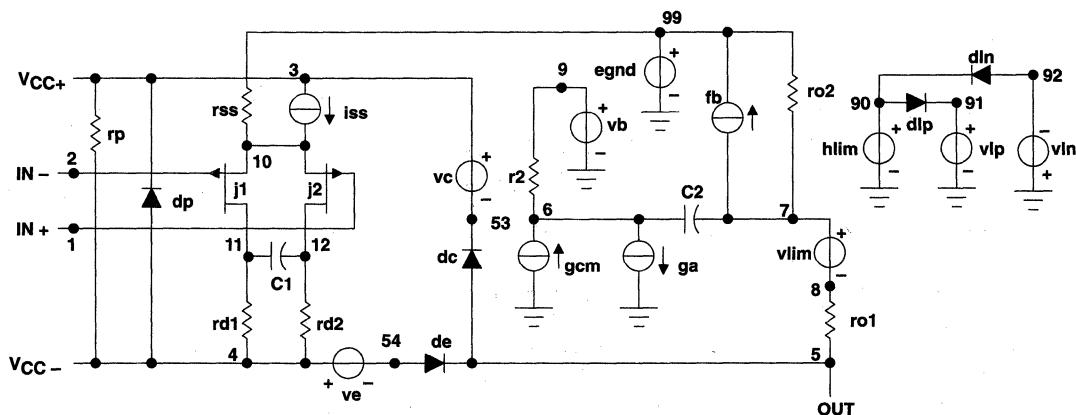 99
VCC+
3
9
egnd
+
-
fb
ro2
dln
92
90
91
dlp
rss
iss
rp
+
vb
-
hlim
+
-
+
vlp
-
-
vln
+
10
2
IN -
j1
j2
dp
vc
+
-
r2
C2
6
7
53
IN +
1
11
12
C1
dc
gcm
ga
vlim
+
-
8
rd1
rd2
ro1
4
54
de
5
VCC -
+
ve
-
OUT